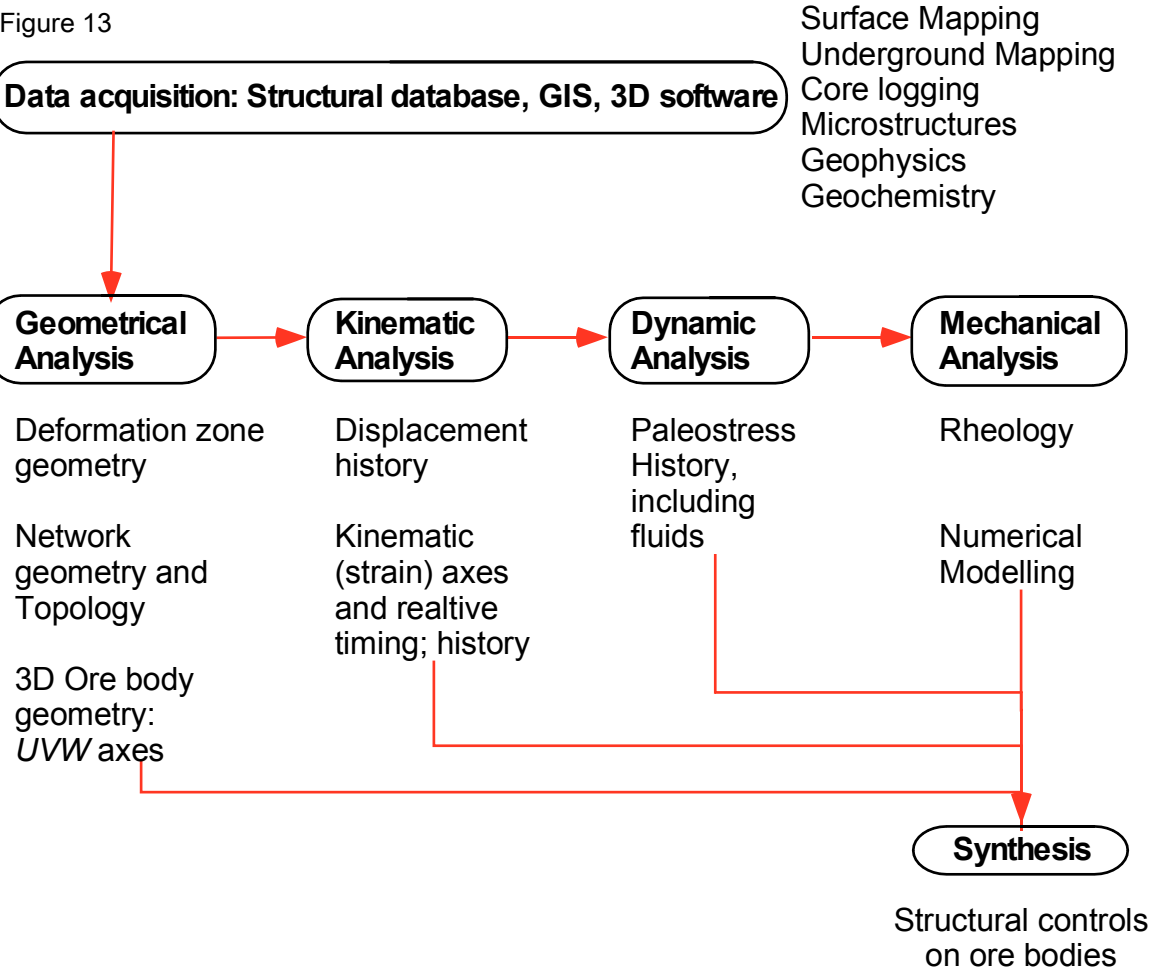 Figure 13
Data acquisition: Structural database, GIS, 3D software
Surface Mapping
Underground Mapping
Core logging
Microstructures
Geophysics
Geochemistry
Geometrical
Analysis
Kinematic
Analysis
Dynamic
Analysis
Mechanical
Analysis
Deformation zone
geometry
Network
geometry and
Topology
3D Ore body
geometry:
UVW axes
Displacement
history
Kinematic
(strain) axes
and realtive
timing; history
Paleostress
History,
including
fluids
Rheology
Numerical
Modelling
Synthesis
Structural controls
on ore bodies